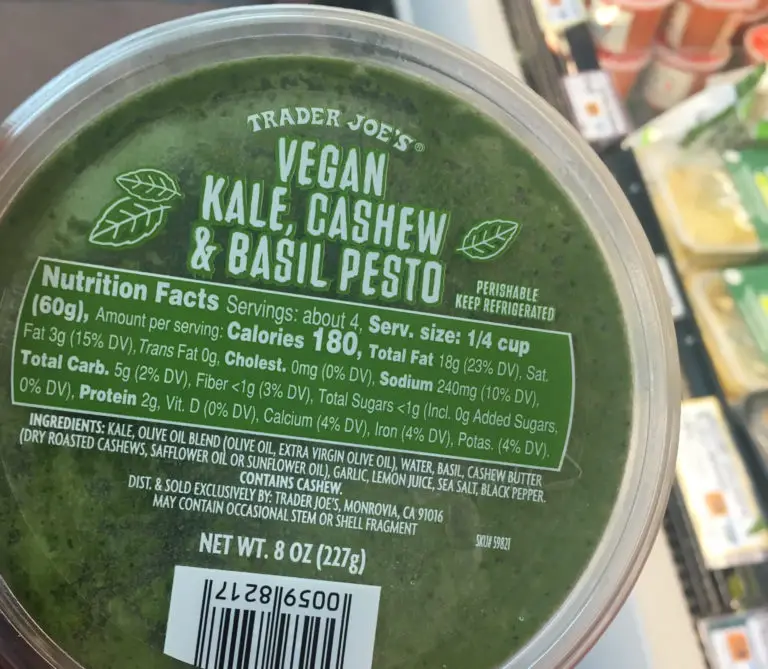 TRADER JOE'S®
VEGAN
KALE, CASHEW
& BASIL PESTO
PERISHABLE
KEEP REFRIGERATED
Nutrition Facts Servings: about 4, Serv. size: 1/4 cup
(60g), Amount per serving: Calories 180, Total Fat 18g (23% DV), Sat.
Fat 3g (15% DV), Trans Fat 0g, Cholest. 0mg (0% DV), Sodium 240mg (10% DV),
Total Carb. 5g (2% DV), Fiber <1g (3% DV), Total Sugars <1g (Incl. 0g Added Sugars,
0% DV), Protein 2g, Vit. D (0% DV), Calcium (4% DV), Iron (4% DV), Potas. (4% DV).
INGREDIENTS: KALE, OLIVE OIL BLEND (OLIVE OIL, EXTRA VIRGIN OLIVE OIL), WATER, BASIL, CASHEW BUTTER
(DRY ROASTED CASHEWS, SAFFLOWER OIL OR SUNFLOWER OIL), GARLIC, LEMON JUICE, SEA SALT, BLACK PEPPER.
CONTAINS CASHEW.
DIST. & SOLD EXCLUSIVELY BY: TRADER JOE'S, MONROVIA, CA 91016
MAY CONTAIN OCCASIONAL STEM OR SHELL FRAGMENT
SKU# 59821
NET WT. 8 OZ (227g)
0059 8217